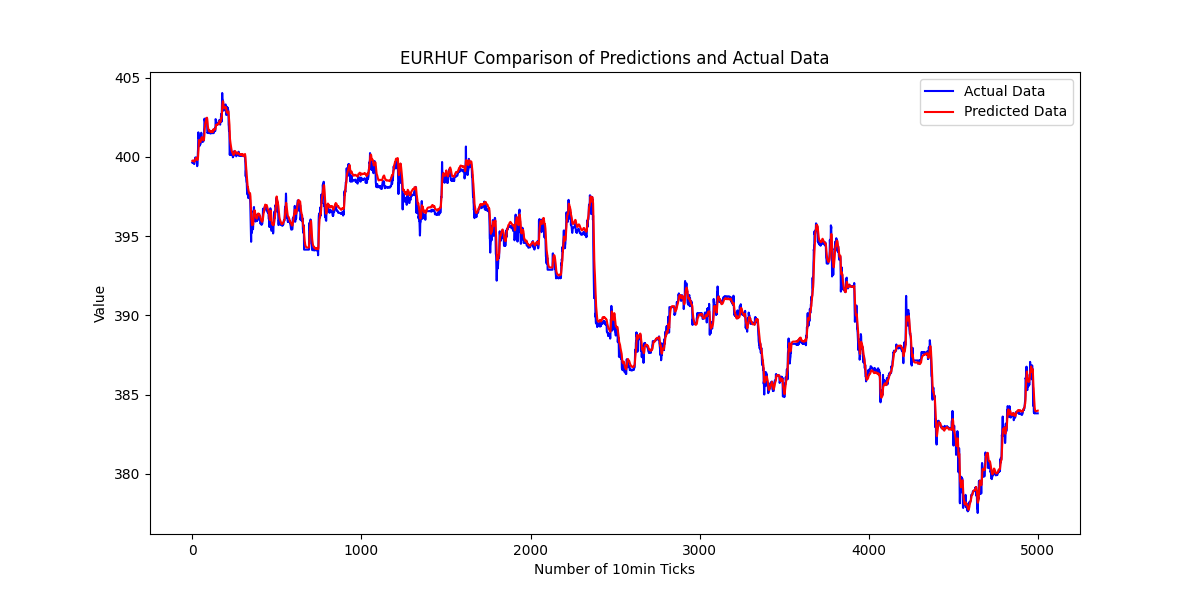 EURHUF Comparison of Predictions and Actual Data
Actual Data
Predicted Data
405
400
395
390
385
380
Value
0 1000 2000 3000 4000 5000
Number of 10min Ticks